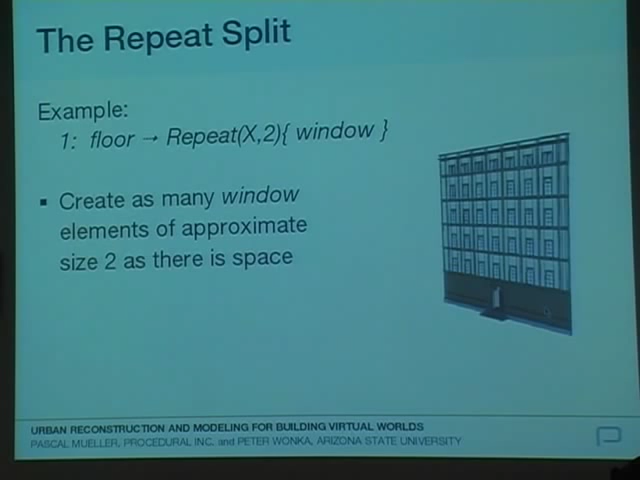 The Repeat Split
Example:
1: floor → Repeat(X,2){ window }
▪ Create as many window
elements of approximate
size 2 as there is space
URBAN RECONSTRUCTION AND MODELING FOR BUILDING VIRTUAL WORLDS
PASCAL MUELLER, PROCEDURAL INC. and PETER WONKA, ARIZONA STATE UNIVERSITY